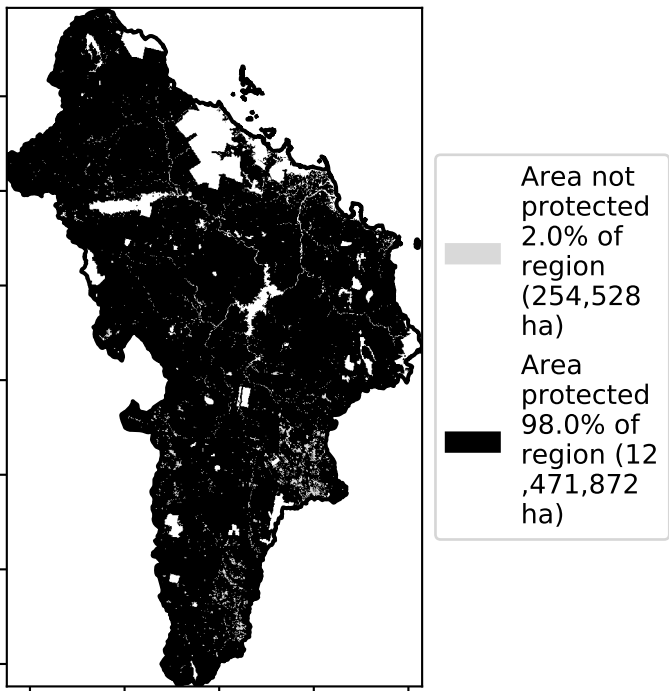 Area not
protected
2.0% of
region
(254,528
ha)
Area
protected
98.0% of
region (12
,471,872
ha)